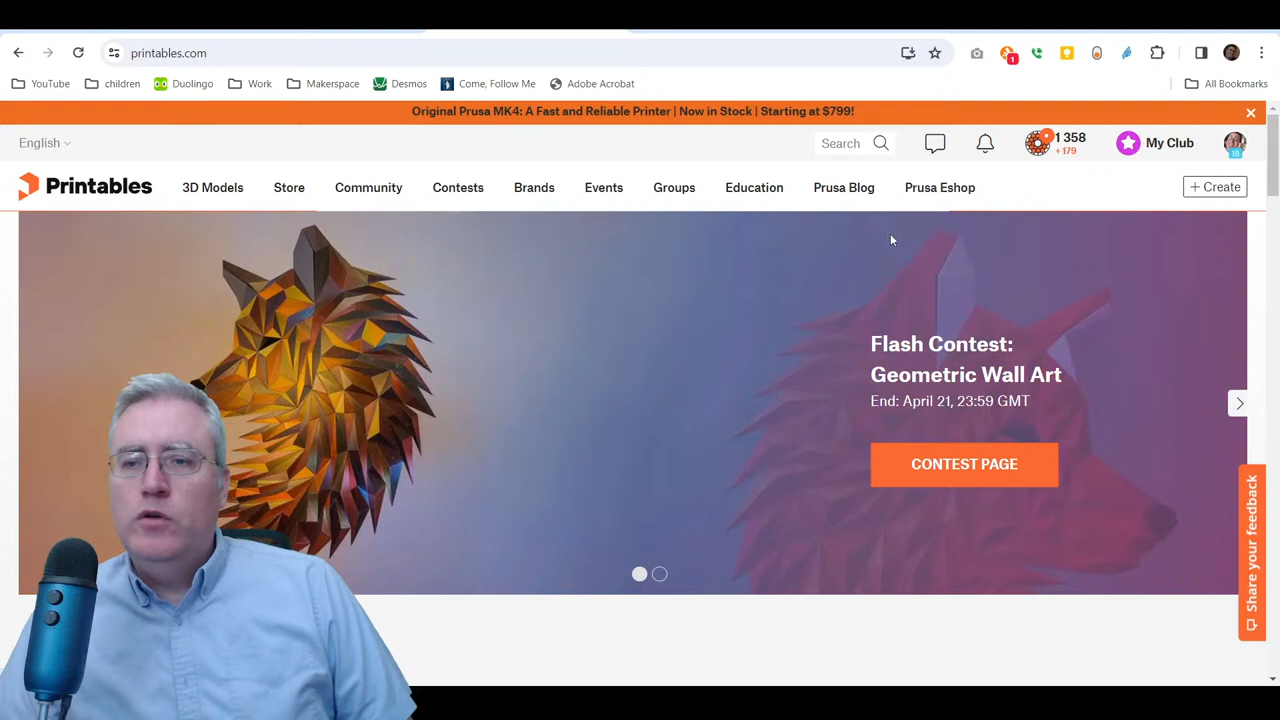 printables.com
1
YouTube children Duolingo Work Makerspace Desmos Come, Follow Me Adobe Acrobat All Bookmarks
Original Prusa MK4: A Fast and Reliable Printer | Now in Stock | Starting at $799!
English Search 1 358 My Club
+ 179
18
Printables 3D Models Store Community Contests Brands Events Groups Education Prusa Blog Prusa Eshop + Create
Flash Contest:
Geometric Wall Art
End: April 21, 23:59 GMT
CONTEST PAGE
Share your feedback